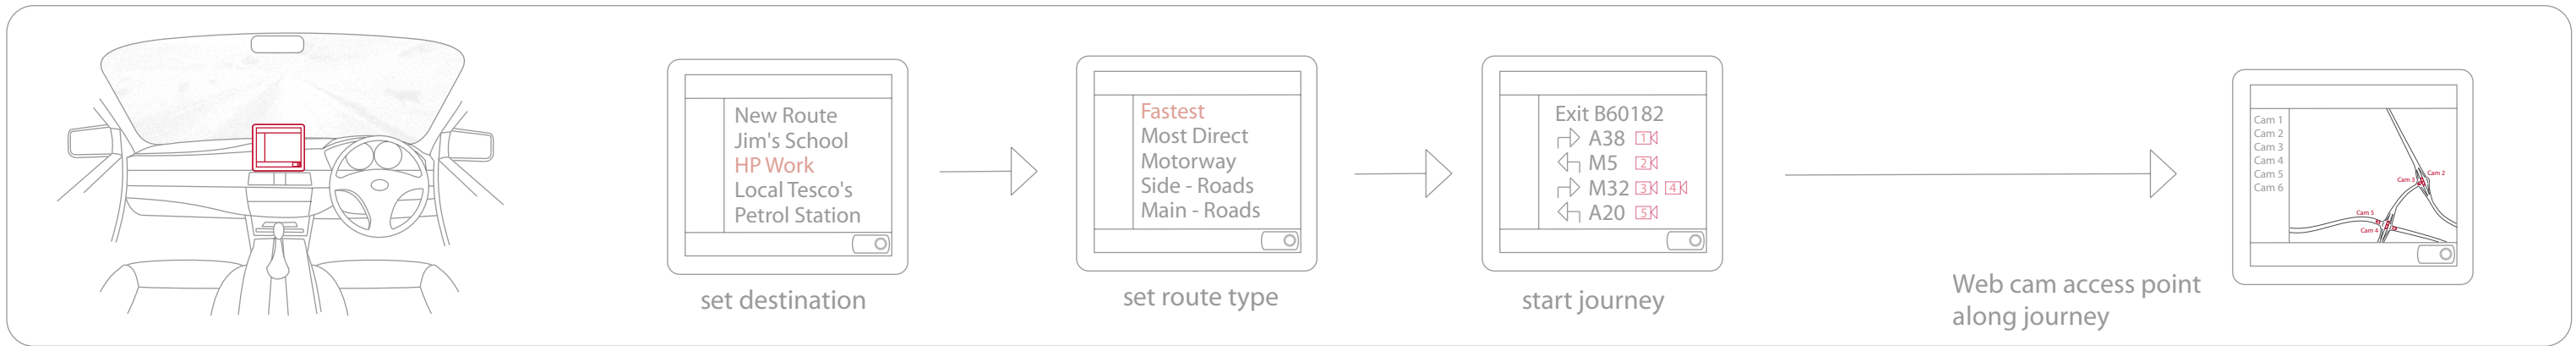 New Route
Jim's School
HP Work
Local Tesco's
Petrol Station
set destination
Fastest
Most Direct
Motorway
Side - Roads
Main - Roads
set route type
Exit B60182
A38 1
M5 2
M32 3 4
A20 5
start journey
Web cam access point
along journey
Cam 1
Cam 2
Cam 3
Cam 4
Cam 5
Cam 6
Cam 2
Cam 3
Cam 5
Cam 4